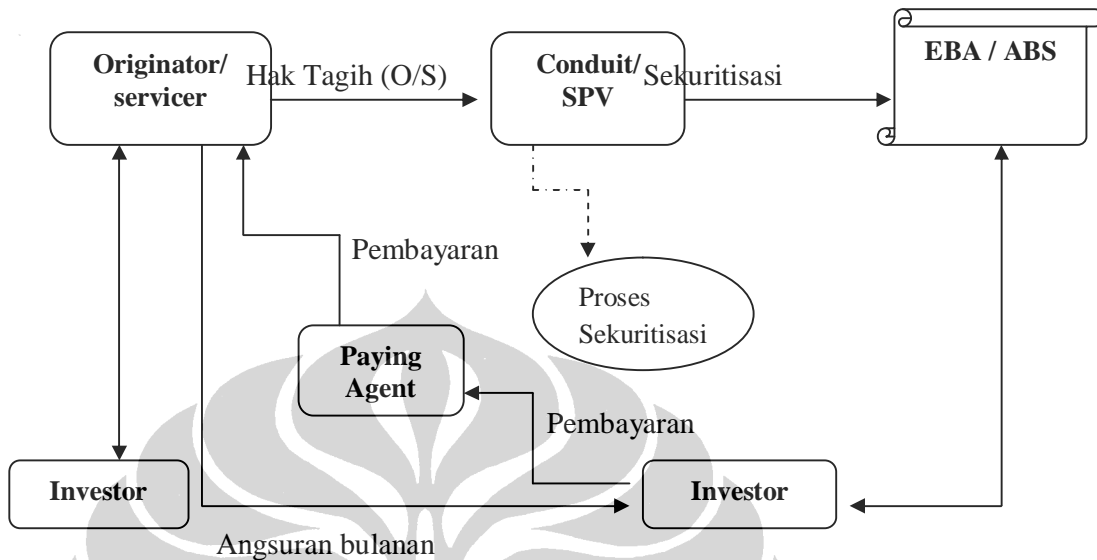 Originator/
servicer
Hak Tagih (O/S)
Conduit/
SPV
Sekuritisasi
EBA / ABS
Pembayaran
Proses
Sekuritisasi
Paying
Agent
Pembayaran
Investor
Investor
Angsuran bulanan